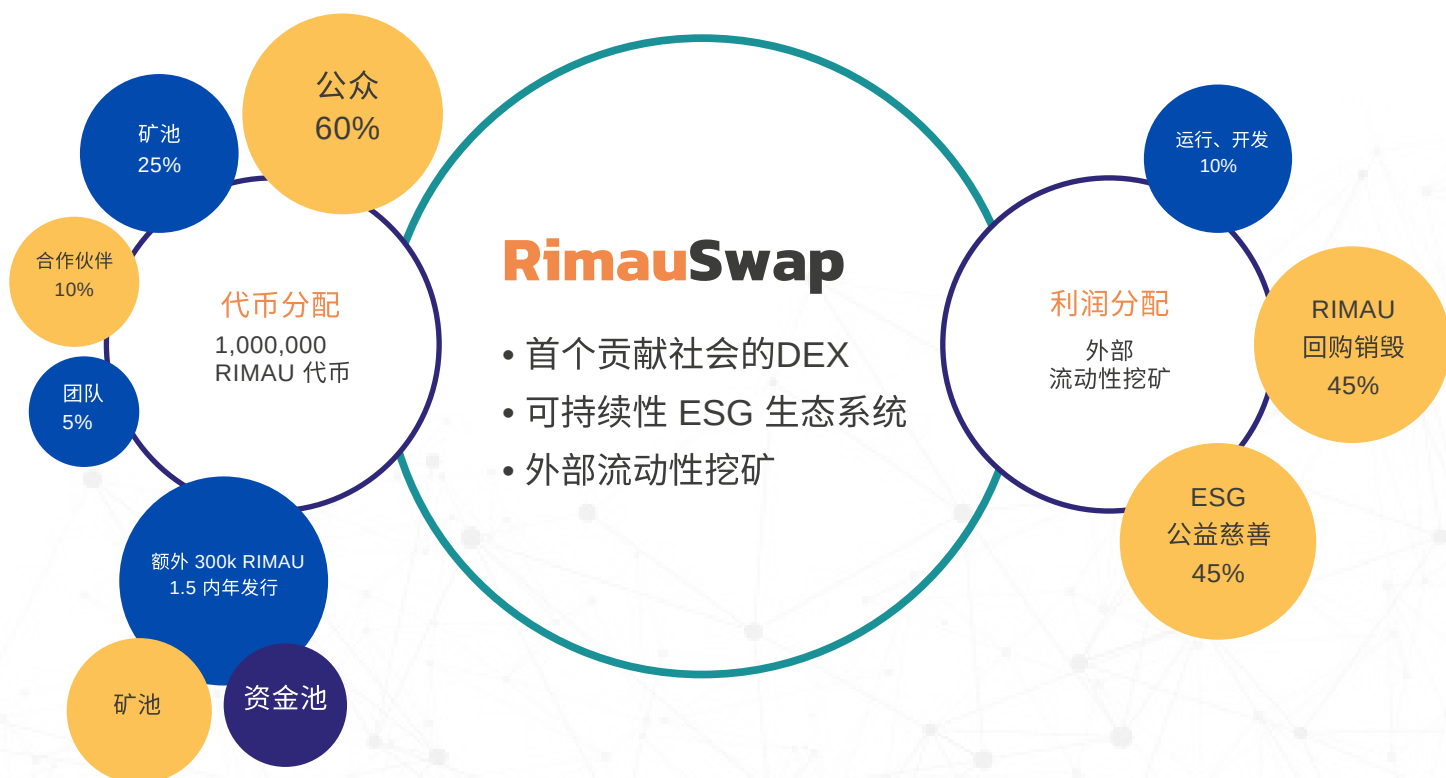 公众
60%
矿池
25%
合作伙伴
10%
团队
5%
代币分配
1,000,000
RIMAU 代币
额外 300k RIMAU
1.5 内年发行
矿池
资金池
RimauSwap
• 首个贡献社会的DEX
• 可持续性 ESG 生态系统
• 外部流动性挖矿
利润分配
外部
流动性挖矿
运行、开发
10%
RIMAU
回购销毁
45%
ESG
公益慈善
45%